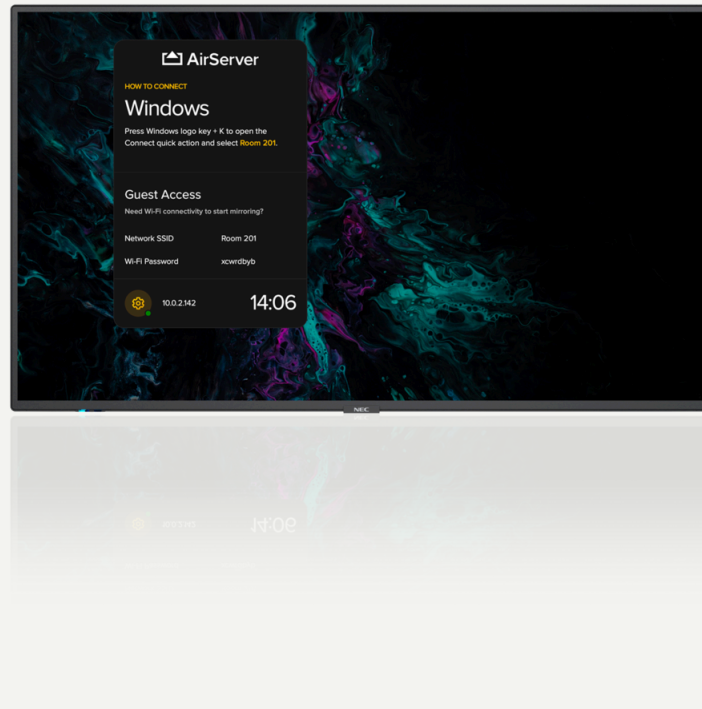 AirServer
HOW TO CONNECT
Windows
Press Windows logo key + K to open the
Connect quick action and select Room 201.
Guest Access
Need Wi-Fi connectivity to start mirroring?
Network SSID Room 201
Wi-Fi Password xcwrdbyb
10.0.2.142 14:06
NEC